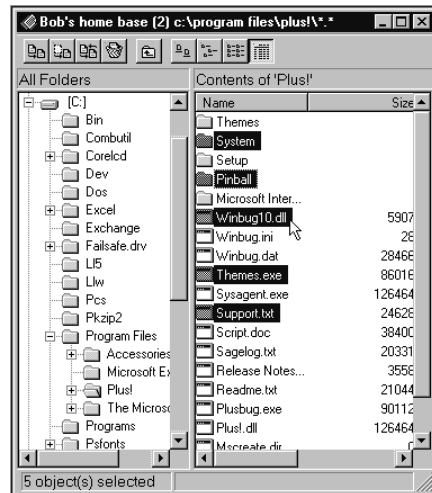 Bob's home base (2) c:\program files\plus!\*.*
All Folders
Contents of 'Plus!'
[C:]
Bin
Combutil
Corelcd
Dev
Dos
Excel
Exchange
Failsafe.drv
Ll5
Llw
Pcs
Pkzip2
Program Files
Accessories
Microsoft Ex
Plus!
The Microso
Programs
Psfonts
Name Size
Themes
System
Setup
Pinball
Microsoft Inter...
Winbug10.dll 5907
Winbug.ini 26
Winbug.dat 28466
Themes.exe 86016
Sysagent.exe 126464
Support.txt 24628
Script.doc 38400
Sagelog.txt 20331
Release Notes... 3558
Readme.txt 21044
Plusbug.exe 90112
Plus!.dll 126464
Mscreate.dir 0
5 object(s) selected